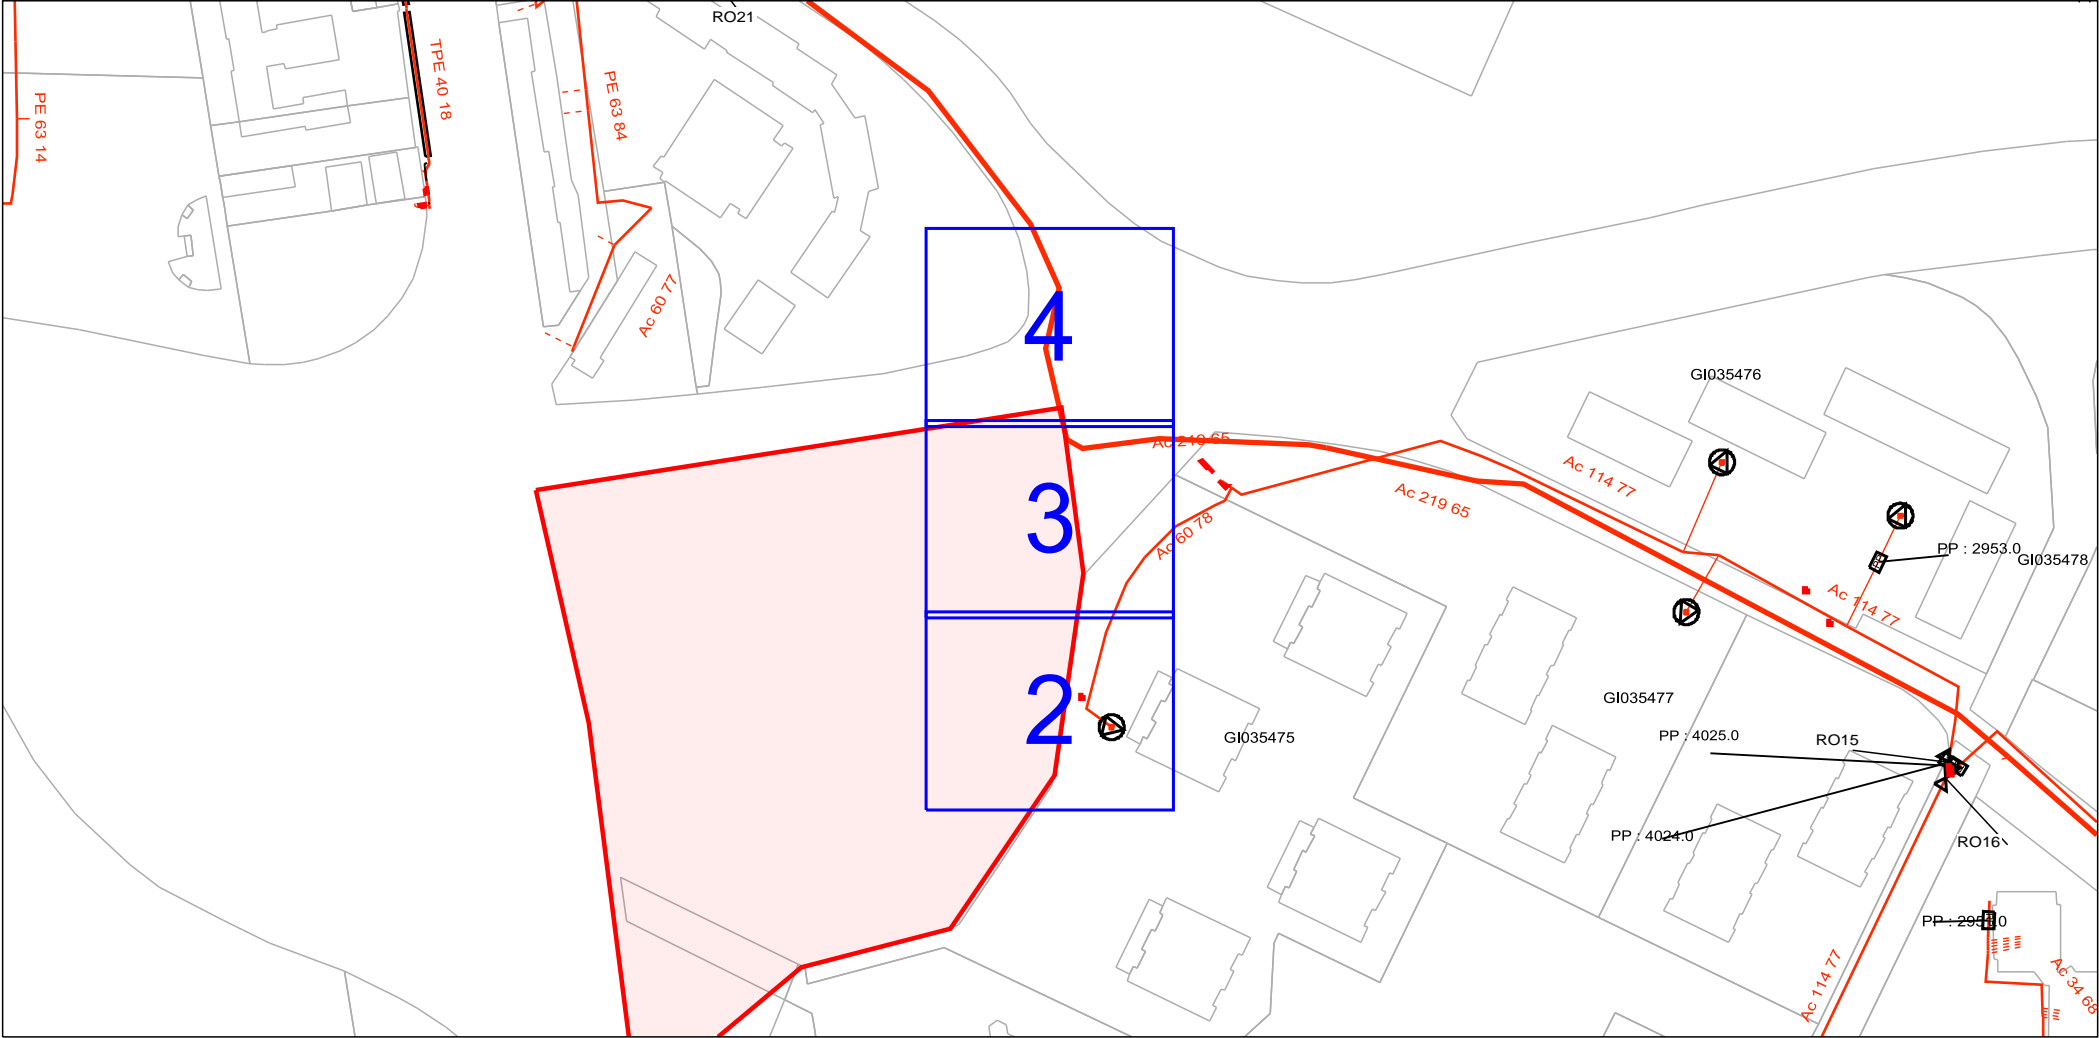 RO21
TPE 40 18
PE 63 84
PE 63 14
Ac 60 77
4
GI035476
Ac 219 65
Ac 114 77
Ac 219 65
3
Ac 60 78
PP : 2953.0
GI035478
Ac 114 77
2
GI035477
GI035475
PP : 4025.0
RO15
PP : 4024.0
RO16
Ac 114 77
Ac 34 68